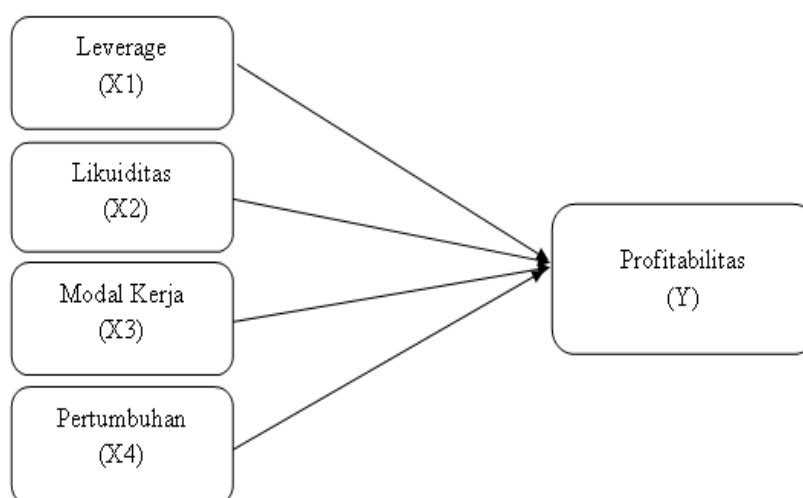 Leverage
(X1)
Likuiditas
(X2)
Modal Kerja
(X3)
Pertumbuhan
(X4)
Profitabilitas
(Y)